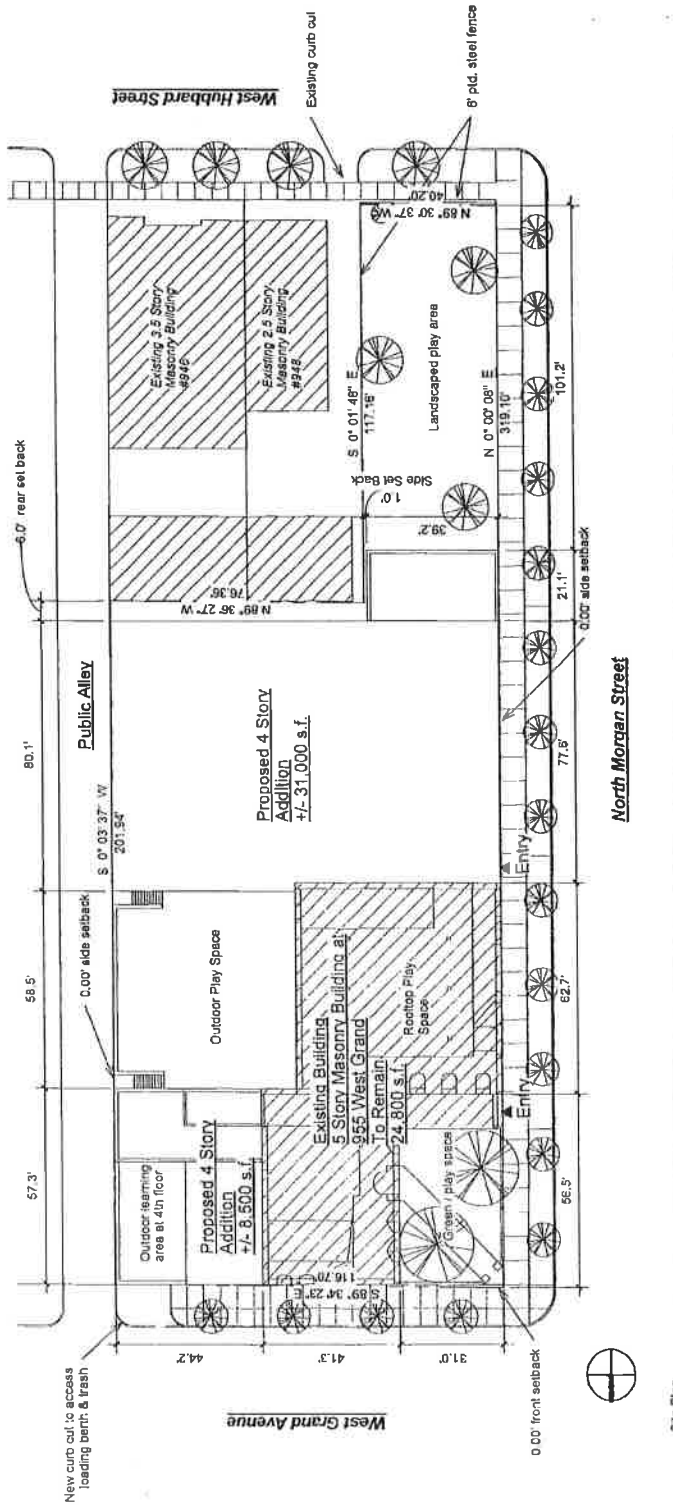 New curb cut to access
loading berth & trash
57.3'
58.5'
80.1'
6.0' rear set back
0.00' side setback
Public Alley
S 0° 03' 37" W
201.94'
West Hubbard Street
Existing curb cut
6' ptd. steel fence
Existing 3.5 Story
Masonry Building
#946
Existing 2.5 Story
Masonry Building
#948
N 89° 36' 27" W
76.36'
N 89° 30' 37" W
40.20'
S 0° 01' 46" E
117.16'
Side Set Back
1.0'
39.2'
Landscaped play area
N 0° 00' 08" E
319.10'
Outdoor learning
area at 4th floor
Proposed 4 Story
Addition
+/- 8,500 s.f.
Outdoor Play Space
Proposed 4 Story
Addition
+/- 31,000 s.f.
Existing Building
5 Story Masonry Building at
955 West Grand
To Remain
24,800 s.f.
Rooftop Play
Space
Green / play space
Entry
Entry
S 89° 34' 23" E
116.70'
44.2'
41.3'
31.0'
West Grand Avenue
0.00' front setback
56.5'
62.7'
77.6'
21.1'
101.2'
0.00' side setback
North Morgan Street